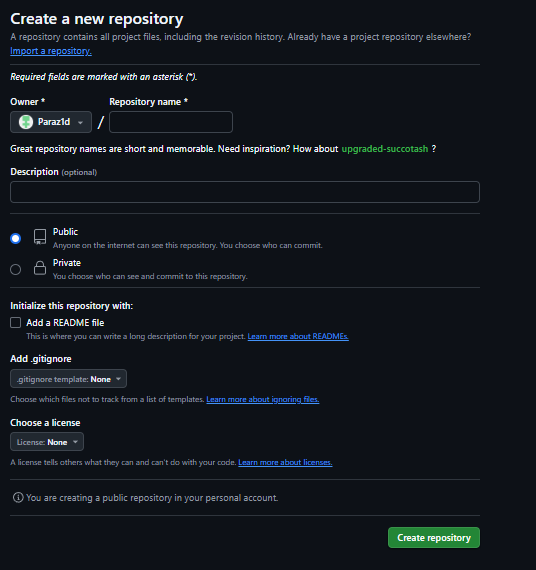 Create a new repository
A repository contains all project files, including the revision history. Already have a project repository elsewhere?
Import a repository.
Required fields are marked with an asterisk (*).
Owner * Repository name *
Paraz1d /
Great repository names are short and memorable. Need inspiration? How about upgraded-succotash ?
Description (optional)
Public
Anyone on the internet can see this repository. You choose who can commit.
Private
You choose who can see and commit to this repository.
Initialize this repository with:
Add a README file
This is where you can write a long description for your project. Learn more about READMEs.
Add .gitignore
.gitignore template: None
Choose which files not to track from a list of templates. Learn more about ignoring files.
Choose a license
License: None
A license tells others what they can and can't do with your code. Learn more about licenses.
You are creating a public repository in your personal account.
Create repository